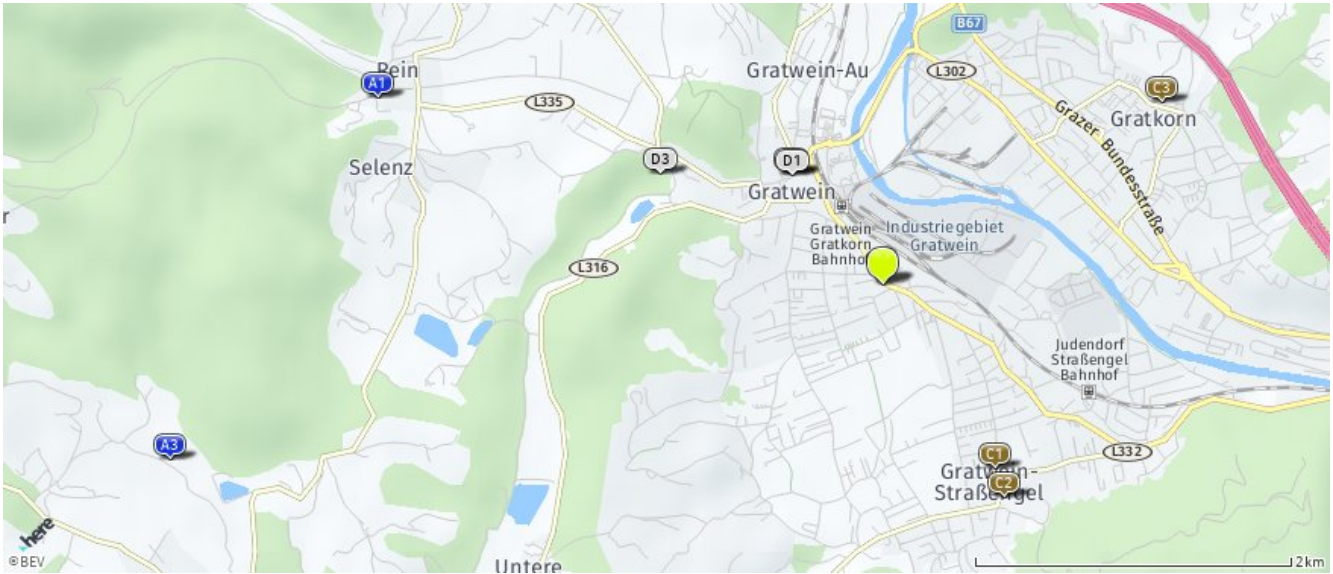 B67
Rein
A1
Gratwein-Au
L302
C3
L335
Gratkorn
Grazer Bundesstraße
Selenz
D3
D1
Gratwein
r
Gratwein
Gratkorn
Bahnhof
Industriegebiet
Gratwein
L316
Judendorf
Straßengel
Bahnhof
A3
C1
L332
Gratwein-
Straßengel
C2
here
©BEV
Untere
2km